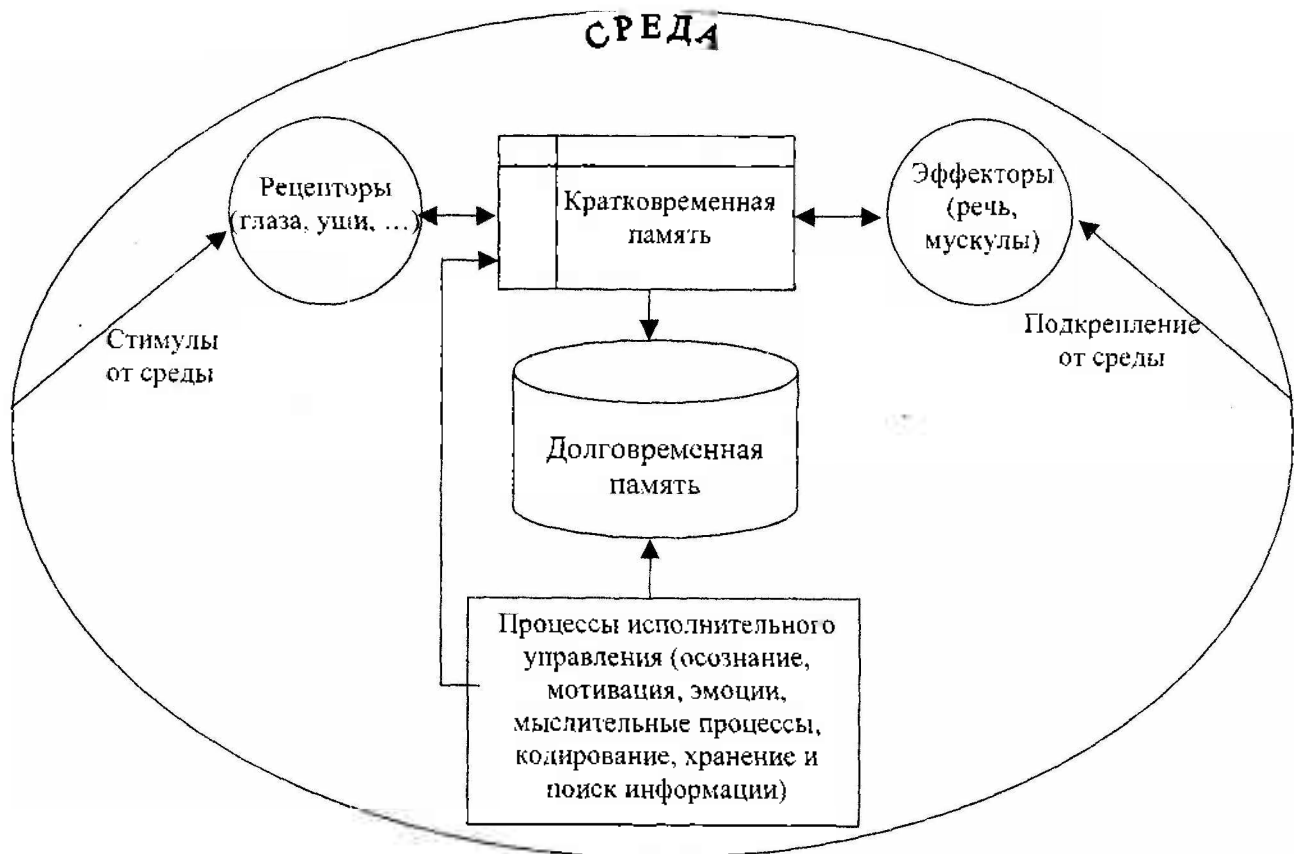 СРЕДА
Рецепторы
(глаза, уши, ...)
Кратковременная
память
Эффекторы
(речь,
мускулы)
Стимулы
от среды
Подкрепление
от среды
Долговременная
память
Процессы исполнительного
управления (осознание,
мотивация, эмоции,
мыслительные процессы,
кодирование, хранение и
поиск информации)